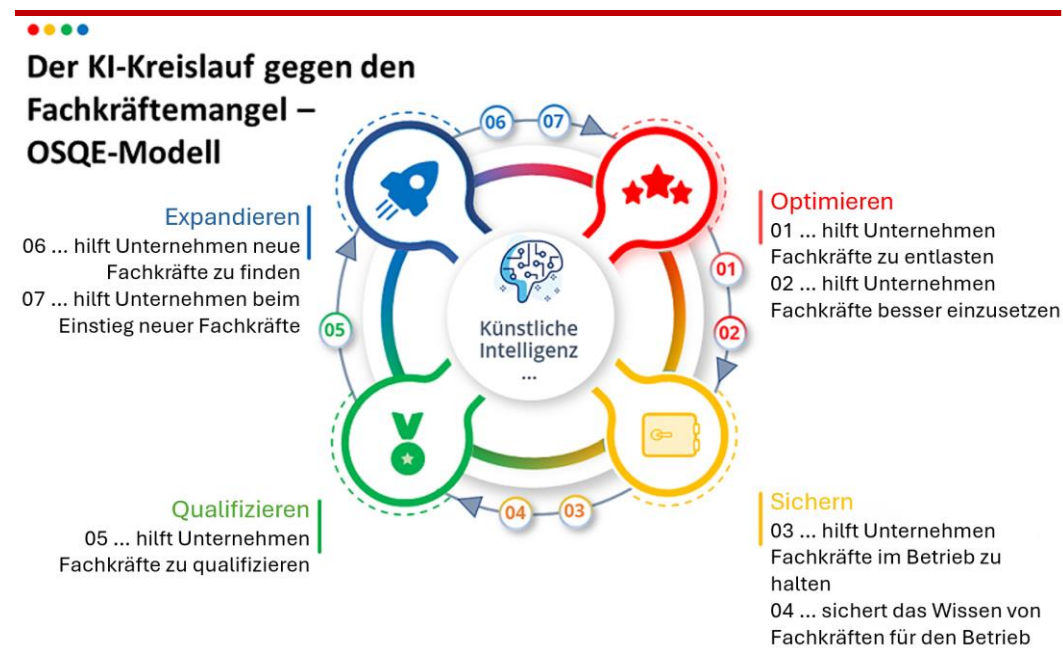 Der KI-Kreislauf gegen den
Fachkräftemangel –
OSQE-Modell
06
07
Expandieren
06 ... hilft Unternehmen neue
Fachkräfte zu finden
07 ... hilft Unternehmen beim
Einstieg neuer Fachkräfte
Optimieren
01 ... hilft Unternehmen
Fachkräfte zu entlasten
02 ... hilft Unternehmen
Fachkräfte besser einzusetzen
01
02
05
Künstliche
Intelligenz
...
Qualifizieren
05 ... hilft Unternehmen
Fachkräfte zu qualifizieren
04
03
Sichern
03 ... hilft Unternehmen
Fachkräfte im Betrieb zu
halten
04 ... sichert das Wissen von
Fachkräften für den Betrieb